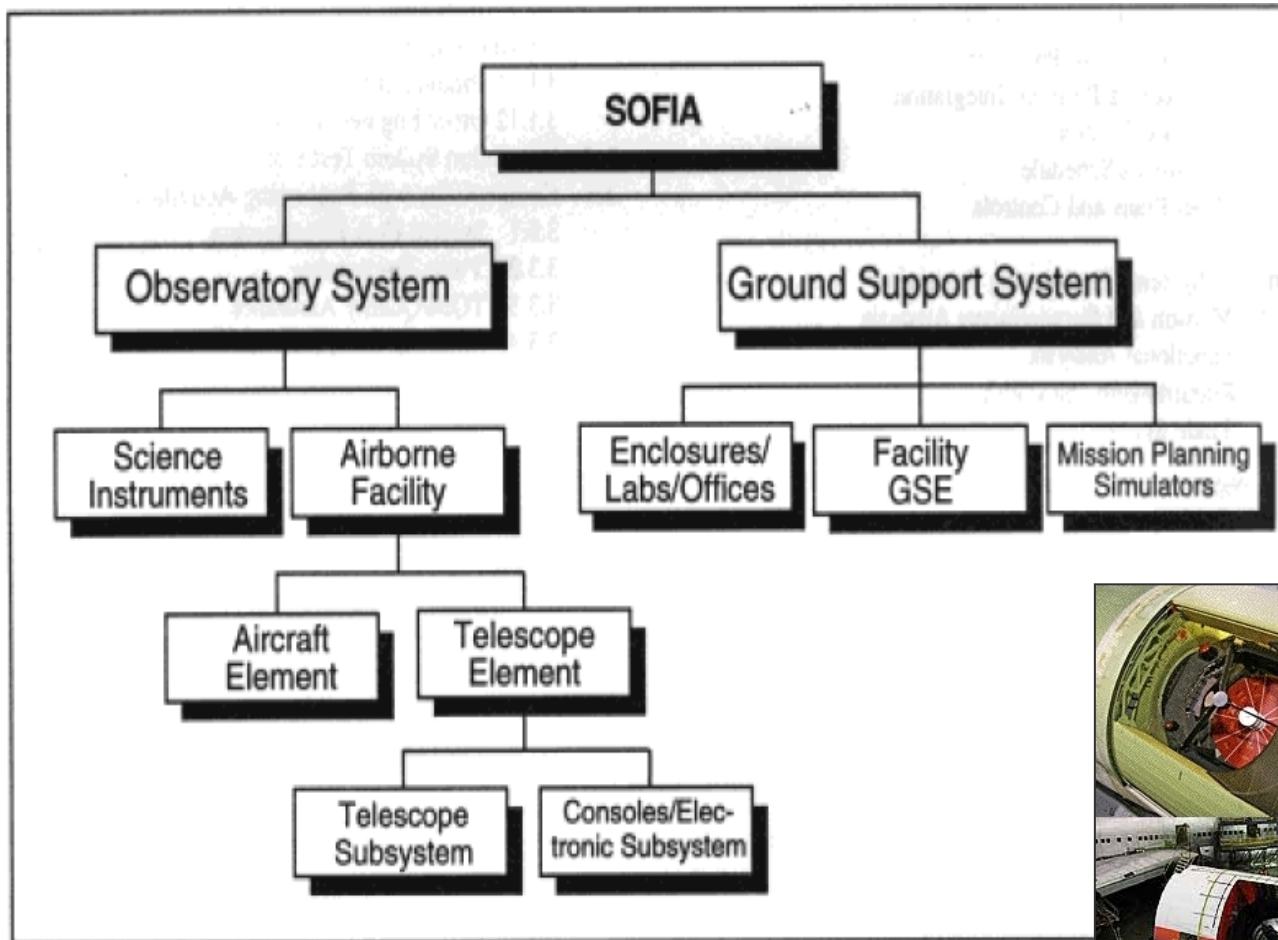 SOFIA
Observatory System
Ground Support System
Science
Instruments
Airborne
Facility
Enclosures/
Labs/Offices
Facility
GSE
Mission Planning
Simulators
Aircraft
Element
Telescope
Element
Telescope
Subsystem
Consoles/Elec-
tronic Subsystem